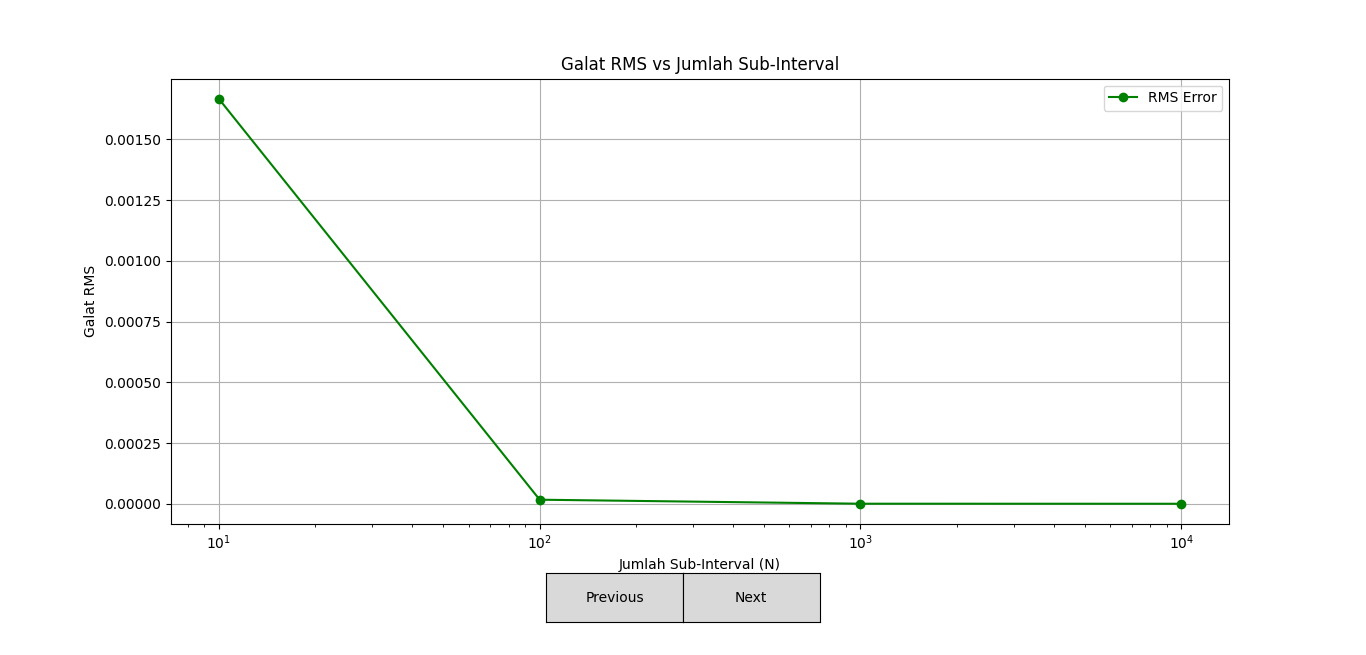 Galat RMS vs Jumlah Sub-Interval
RMS Error
0.00150
0.00125
0.00100
0.00075
0.00050
0.00025
0.00000
Galat RMS
10¹ 10² 10³ 10⁴
Jumlah Sub-Interval (N)
Previous Next